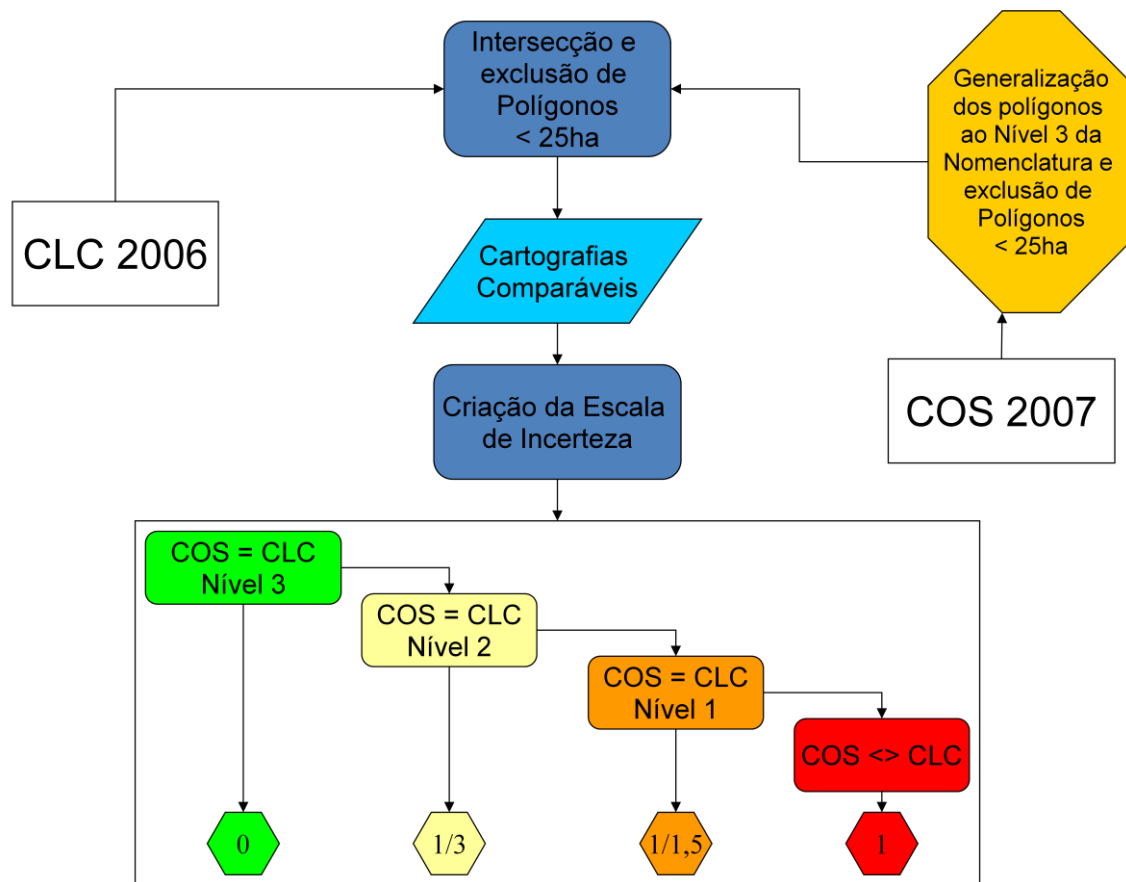 Intersecção e
exclusão de
Polígonos
< 25ha
Generalização
dos polígonos
ao Nível 3 da
Nomenclatura e
exclusão de
Polígonos
< 25ha
CLC 2006
Cartografias
Comparáveis
COS 2007
Criação da Escala
de Incerteza
COS = CLC
Nível 3
COS = CLC
Nível 2
COS = CLC
Nível 1
COS <> CLC
0
1/3
1/1,5
1